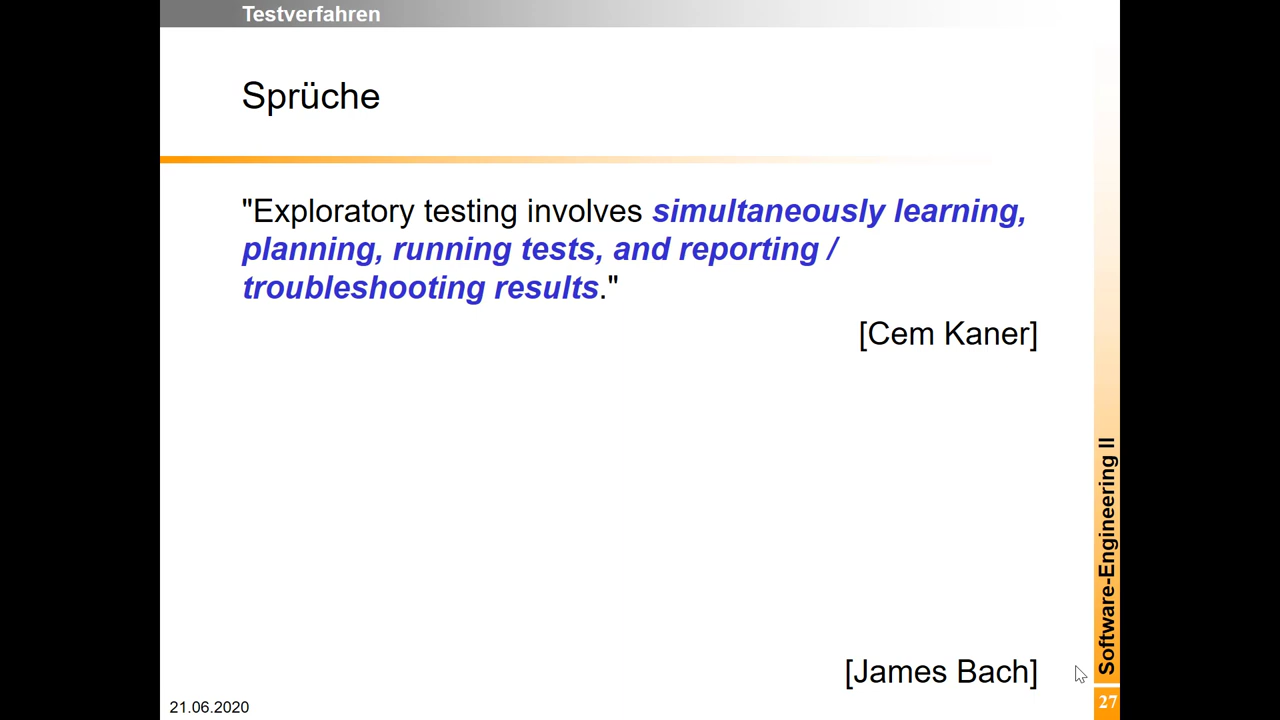 Testverfahren
Sprüche
"Exploratory testing involves simultaneously learning,
planning, running tests, and reporting /
troubleshooting results."
[Cem Kaner]
[James Bach]
Software-Engineering II
21.06.2020
27